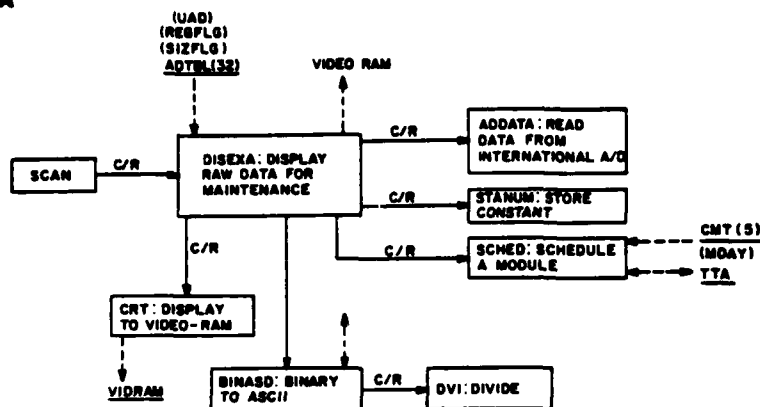 (UAD)
(REGFLG)
(SIZFLG)
ADTBL(32)
VIDEO RAM
SCAN
C/R
DISEXA: DISPLAY
RAW DATA FOR
MAINTENANCE
C/R
ADDATA: READ
DATA FROM
INTERNATIONAL A/D
C/R
STANUM: STORE
CONSTANT
C/R
SCHED: SCHEDULE
A MODULE
CMT (5)
(MDAY)
TTA
C/R
CRT: DISPLAY
TO VIDEO-RAM
VIDRAM
BINASD: BINARY
TO ASCII
C/R
DVI: DIVIDE